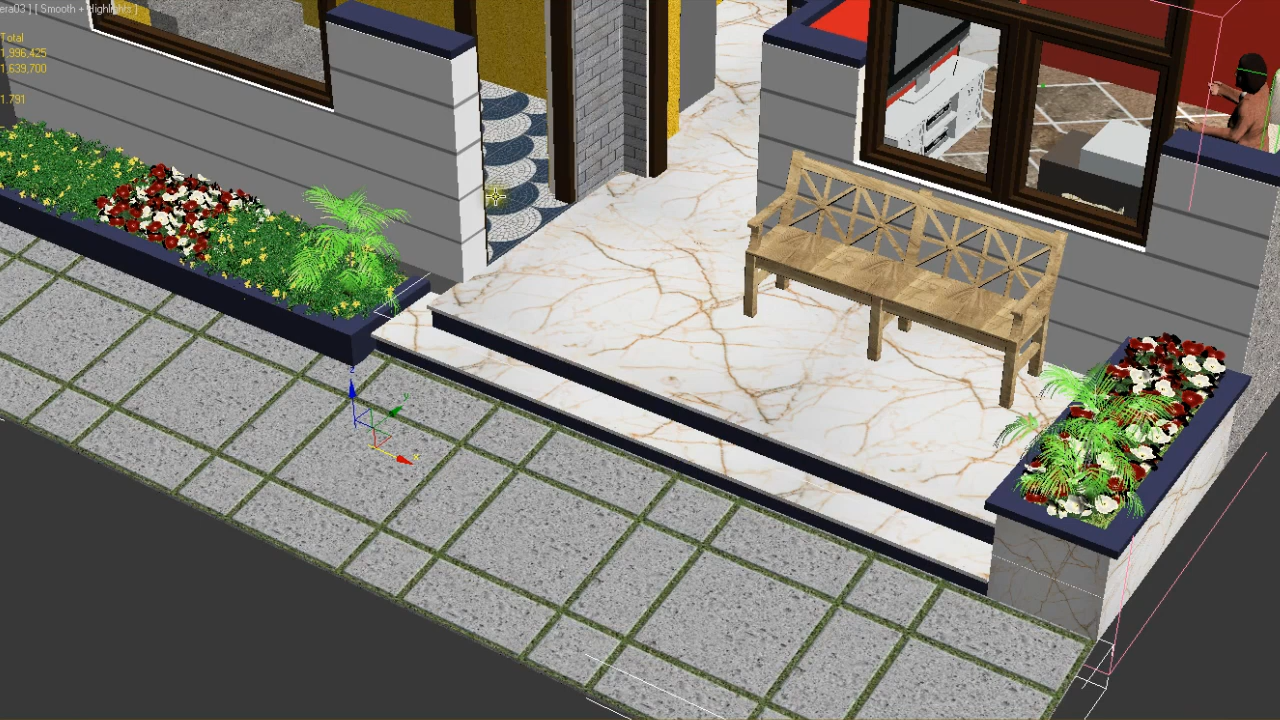 era03 ] [ Smooth + Highlights ]
Total
1,996,425
1,639,700
1.791
x